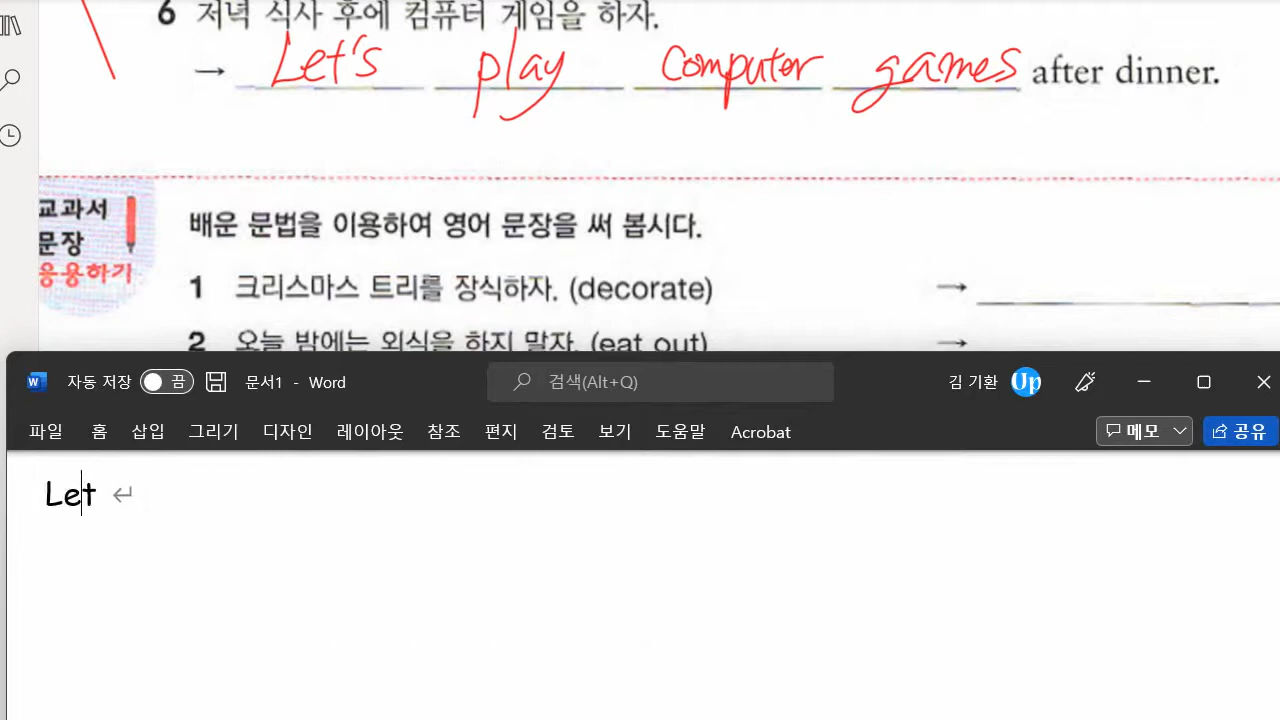 6 저녁 식사 후에 컴퓨터 게임을 하자.
→ Let's play computer games after dinner.
교과서
문장
응용하기
배운 문법을 이용하여 영어 문장을 써 봅시다.
1 크리스마스 트리를 장식하자. (decorate) →
2 오늘 밤에는 외식을 하지 말자. (eat out) →
W 자동 저장 끔 문서1 - Word 검색(Alt+Q) 김 기환 Up
파일 홈 삽입 그리기 디자인 레이아웃 참조 편지 검토 보기 도움말 Acrobat 메모 공유
Let